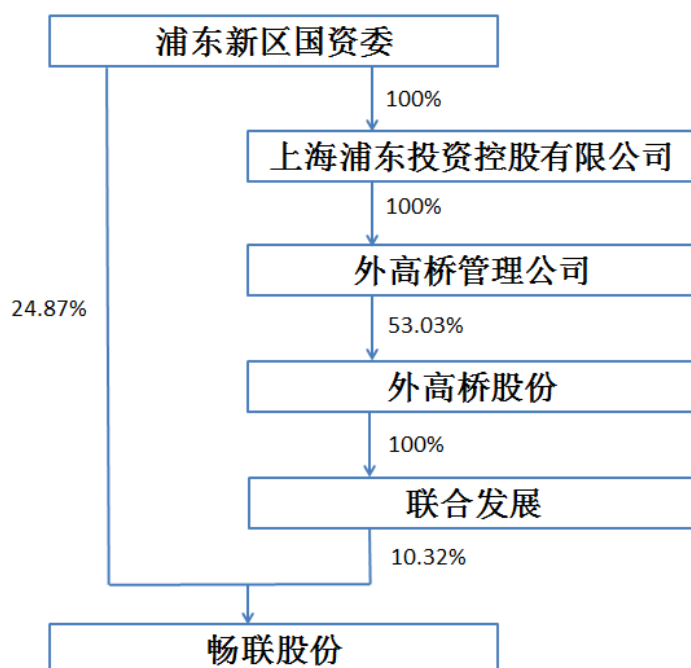 浦东新区国资委
100%
上海浦东投资控股有限公司
100%
外高桥管理公司
24.87%
53.03%
外高桥股份
100%
联合发展
10.32%
畅联股份